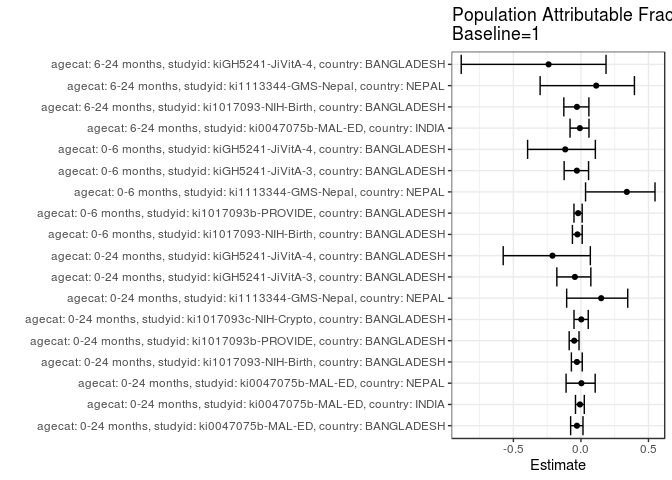 Population Attributable Frac
Baseline=1
agecat: 6-24 months, studyid: kiGH5241-JiVitA-4, country: BANGLADESH
agecat: 6-24 months, studyid: ki1113344-GMS-Nepal, country: NEPAL
agecat: 6-24 months, studyid: ki1017093-NIH-Birth, country: BANGLADESH
agecat: 6-24 months, studyid: ki0047075b-MAL-ED, country: INDIA
agecat: 0-6 months, studyid: kiGH5241-JiVitA-4, country: BANGLADESH
agecat: 0-6 months, studyid: kiGH5241-JiVitA-3, country: BANGLADESH
agecat: 0-6 months, studyid: ki1113344-GMS-Nepal, country: NEPAL
agecat: 0-6 months, studyid: ki1017093b-PROVIDE, country: BANGLADESH
agecat: 0-6 months, studyid: ki1017093-NIH-Birth, country: BANGLADESH
agecat: 0-24 months, studyid: kiGH5241-JiVitA-4, country: BANGLADESH
agecat: 0-24 months, studyid: kiGH5241-JiVitA-3, country: BANGLADESH
agecat: 0-24 months, studyid: ki1113344-GMS-Nepal, country: NEPAL
agecat: 0-24 months, studyid: ki1017093c-NIH-Crypto, country: BANGLADESH
agecat: 0-24 months, studyid: ki1017093b-PROVIDE, country: BANGLADESH
agecat: 0-24 months, studyid: ki1017093-NIH-Birth, country: BANGLADESH
agecat: 0-24 months, studyid: ki0047075b-MAL-ED, country: NEPAL
agecat: 0-24 months, studyid: ki0047075b-MAL-ED, country: INDIA
agecat: 0-24 months, studyid: ki0047075b-MAL-ED, country: BANGLADESH
-0.5 0.0 0.5
Estimate